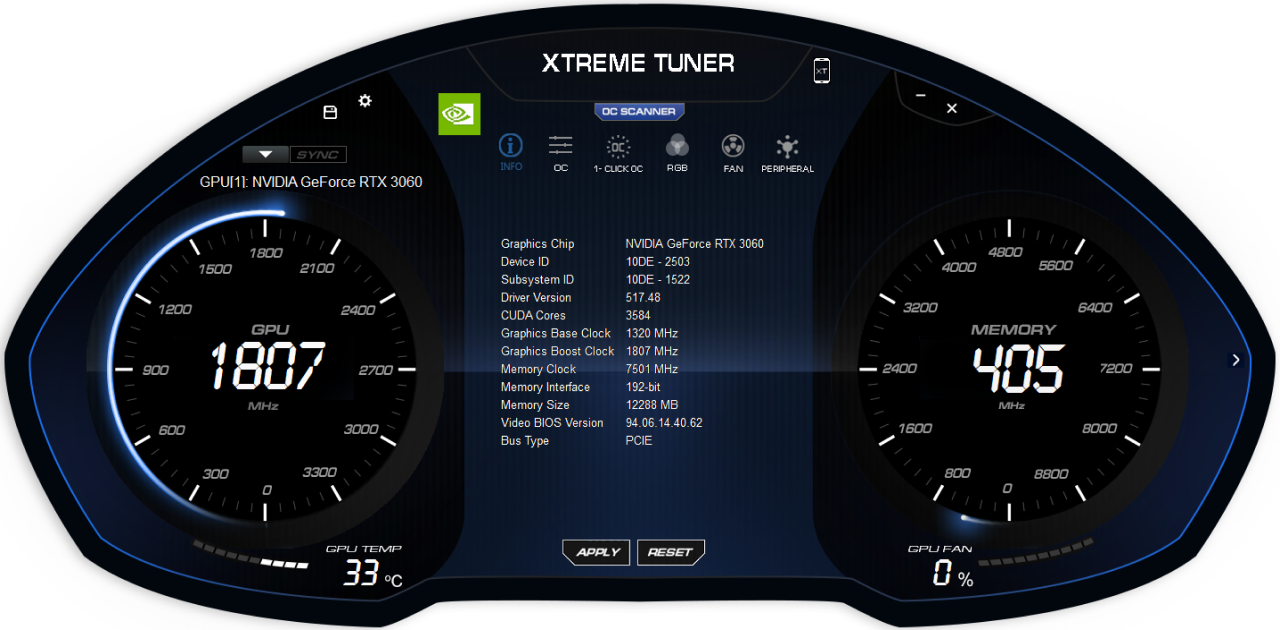 XTREME TUNER
XT
OC SCANNER
INFO
OC
OC
1- CLICK OC
RGB
FAN
PERIPHERAL
SYNC
GPU[1]: NVIDIA GeForce RTX 3060
0
300
600
900
1200
1500
1800
2100
2400
2700
3000
3300
GPU
1807
MHz
GPU TEMP
33 °C
Graphics Chip NVIDIA GeForce RTX 3060
Device ID 10DE - 2503
Subsystem ID 10DE - 1522
Driver Version 517.48
CUDA Cores 3584
Graphics Base Clock 1320 MHz
Graphics Boost Clock 1807 MHz
Memory Clock 7501 MHz
Memory Interface 192-bit
Memory Size 12288 MB
Video BIOS Version 94.06.14.40.62
Bus Type PCIE
APPLY
RESET
0
800
1600
2400
3200
4000
4800
5600
6400
7200
8000
8800
MEMORY
405
MHz
GPU FAN
0 %